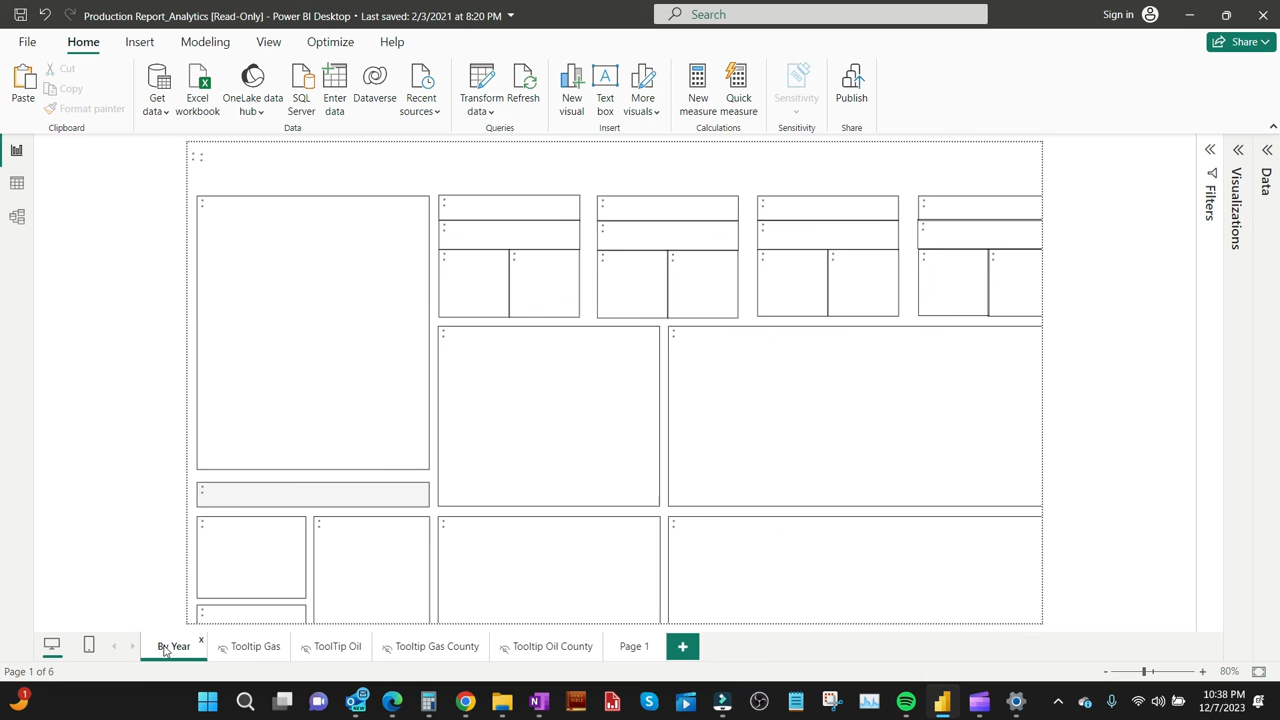 Production Report_Analytics [Read-Only] - Power BI Desktop • Last saved: 2/3/2021 at 8:20 PM
Search
Sign in
File
Home
Insert
Modeling
View
Optimize
Help
Share
Paste
Cut
Copy
Format painter
Clipboard
Get data
Excel workbook
OneLake data hub
SQL Server
Enter data
Dataverse
Recent sources
Data
Transform data
Refresh
Queries
New visual
Text box
More visuals
Insert
New measure
Quick measure
Calculations
Sensitivity
Sensitivity
Publish
Share
Filters
Visualizations
Data
By Year
Tooltip Gas
ToolTip Oil
Tooltip Gas County
Tooltip Oil County
Page 1
Page 1 of 6
- + 80%
1
10:38 PM
12/7/2023